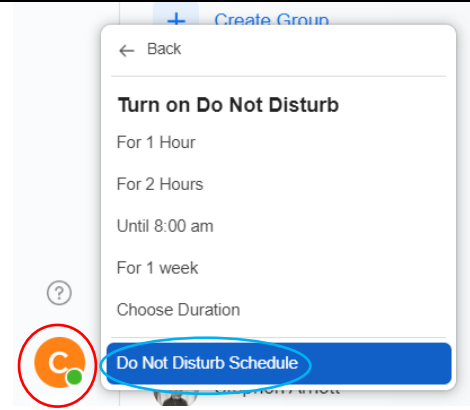 Create Group
Back
Turn on Do Not Disturb
For 1 Hour
For 2 Hours
Until 8:00 am
For 1 week
Choose Duration
?
C
Do Not Disturb Schedule